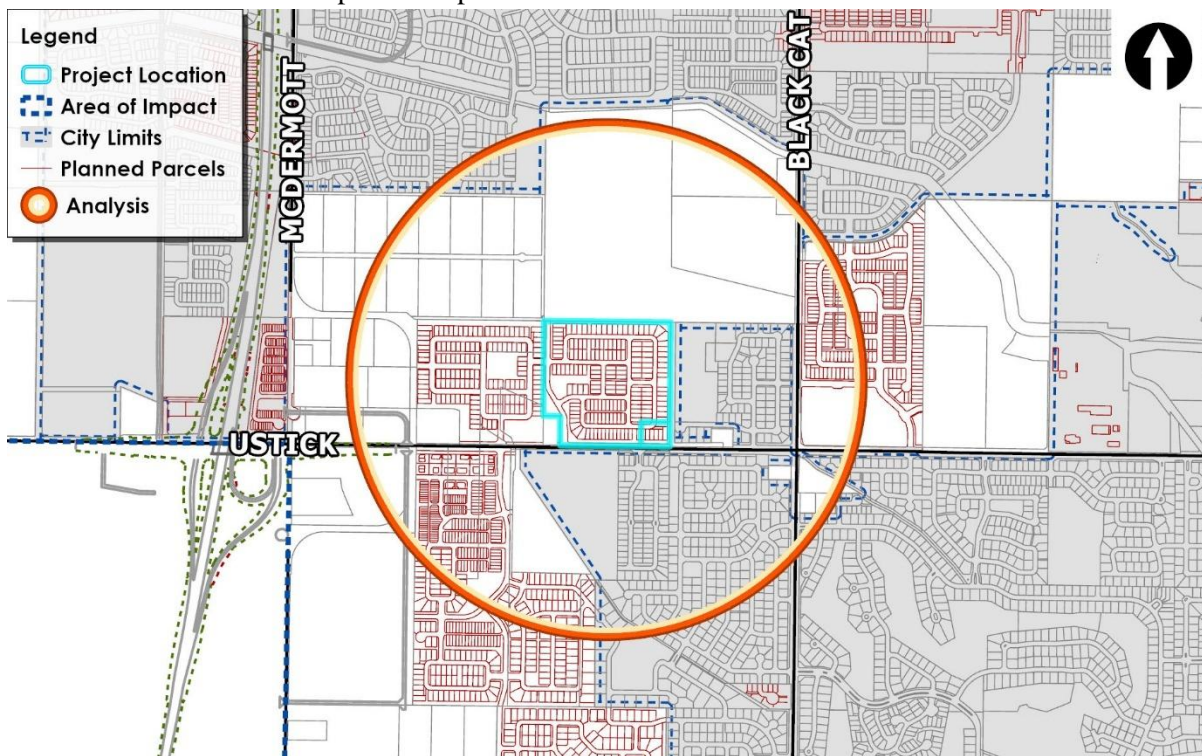 Legend
Project Location
Area of Impact
City Limits
Planned Parcels
Analysis
MCDERMOTT
BLACK CAT
USTICK